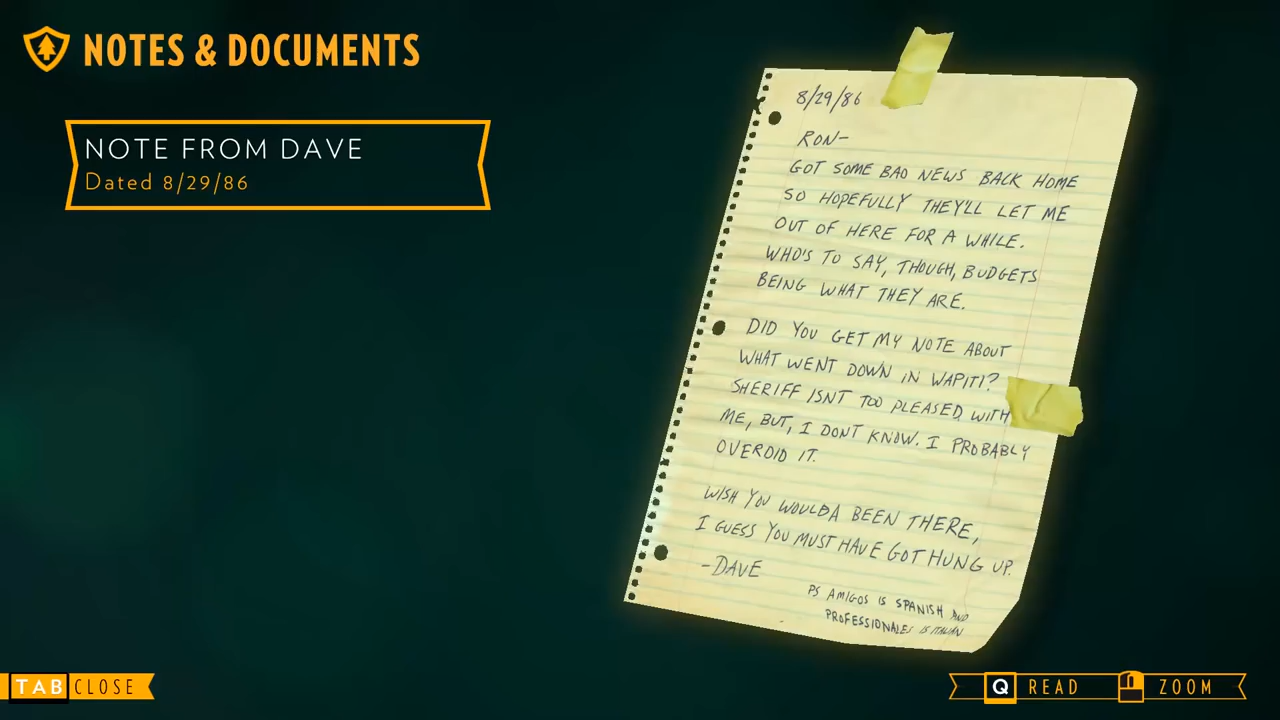 NOTES & DOCUMENTS
NOTE FROM DAVE
Dated 8/29/86
8/29/86
RON-
GOT SOME BAD NEWS BACK HOME
SO HOPEFULLY THEY'LL LET ME
OUT OF HERE FOR A WHILE.
WHO'S TO SAY, THOUGH, BUDGETS
BEING WHAT THEY ARE.
DID YOU GET MY NOTE ABOUT
WHAT WENT DOWN IN WAPITI?
SHERIFF ISNT TOO PLEASED WITH
ME, BUT, I DONT KNOW. I PROBABLY
OVERDID IT.
WISH YOU WOULDA BEEN THERE,
I GUESS YOU MUST HAVE GOT HUNG UP.
-DAVE
PS AMIGOS IS SPANISH AND
PROFESSIONALES IS ITALIAN
TAB CLOSE
Q READ ZOOM